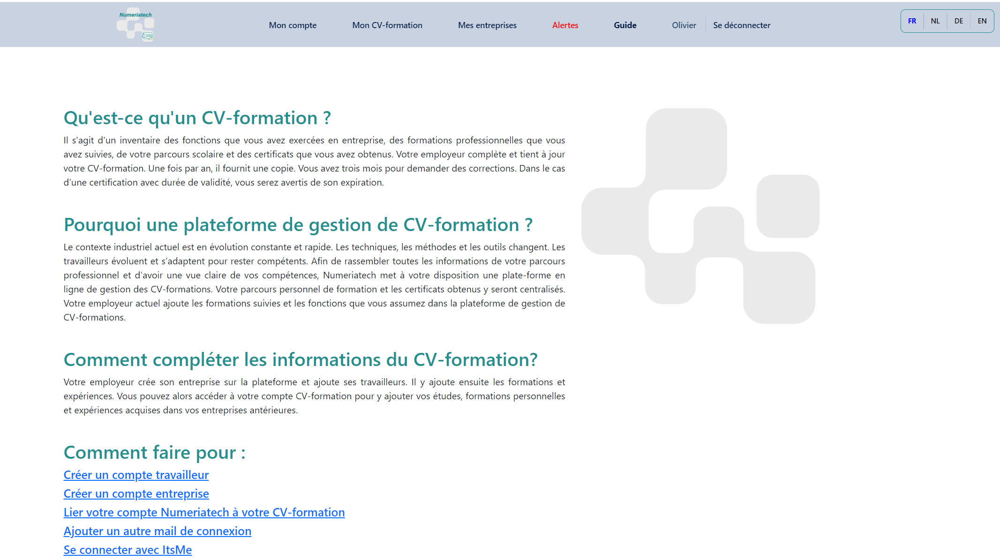 Numeriatech
CPE
Mon compte
Mon CV-formation
Mes entreprises
Alertes
Guide
Olivier
Se déconnecter
FR
NL
DE
EN
Qu'est-ce qu'un CV-formation ?
Il s'agit d'un inventaire des fonctions que vous avez exercées en entreprise, des formations professionnelles que vous
avez suivies, de votre parcours scolaire et des certificats que vous avez obtenus. Votre employeur complète et tient à jour
votre CV-formation. Une fois par an, il fournit une copie. Vous avez trois mois pour demander des corrections. Dans le cas
d’une certification avec durée de validité, vous serez avertis de son expiration.
Pourquoi une plateforme de gestion de CV-formation ?
Le contexte industriel actuel est en évolution constante et rapide. Les techniques, les méthodes et les outils changent. Les
travailleurs évoluent et s’adaptent pour rester compétents. Afin de rassembler toutes les informations de votre parcours
professionnel et d’avoir une vue claire de vos compétences, Numeriatech met à votre disposition une plate-forme en
ligne de gestion des CV-formations. Votre parcours personnel de formation et les certificats obtenus y seront centralisés.
Votre employeur actuel ajoute les formations suivies et les fonctions que vous assumez dans la plateforme de gestion de
CV-formations.
Comment compléter les informations du CV-formation?
Votre employeur crée son entreprise sur la plateforme et ajoute ses travailleurs. Il y ajoute ensuite les formations et
expériences. Vous pouvez alors accéder à votre compte CV-formation pour y ajouter vos études, formations personnelles
et expériences acquises dans vos entreprises antérieures.
Comment faire pour :
Créer un compte travailleur
Créer un compte entreprise
Lier votre compte Numeriatech à votre CV-formation
Ajouter un autre mail de connexion
Se connecter avec ItsMe